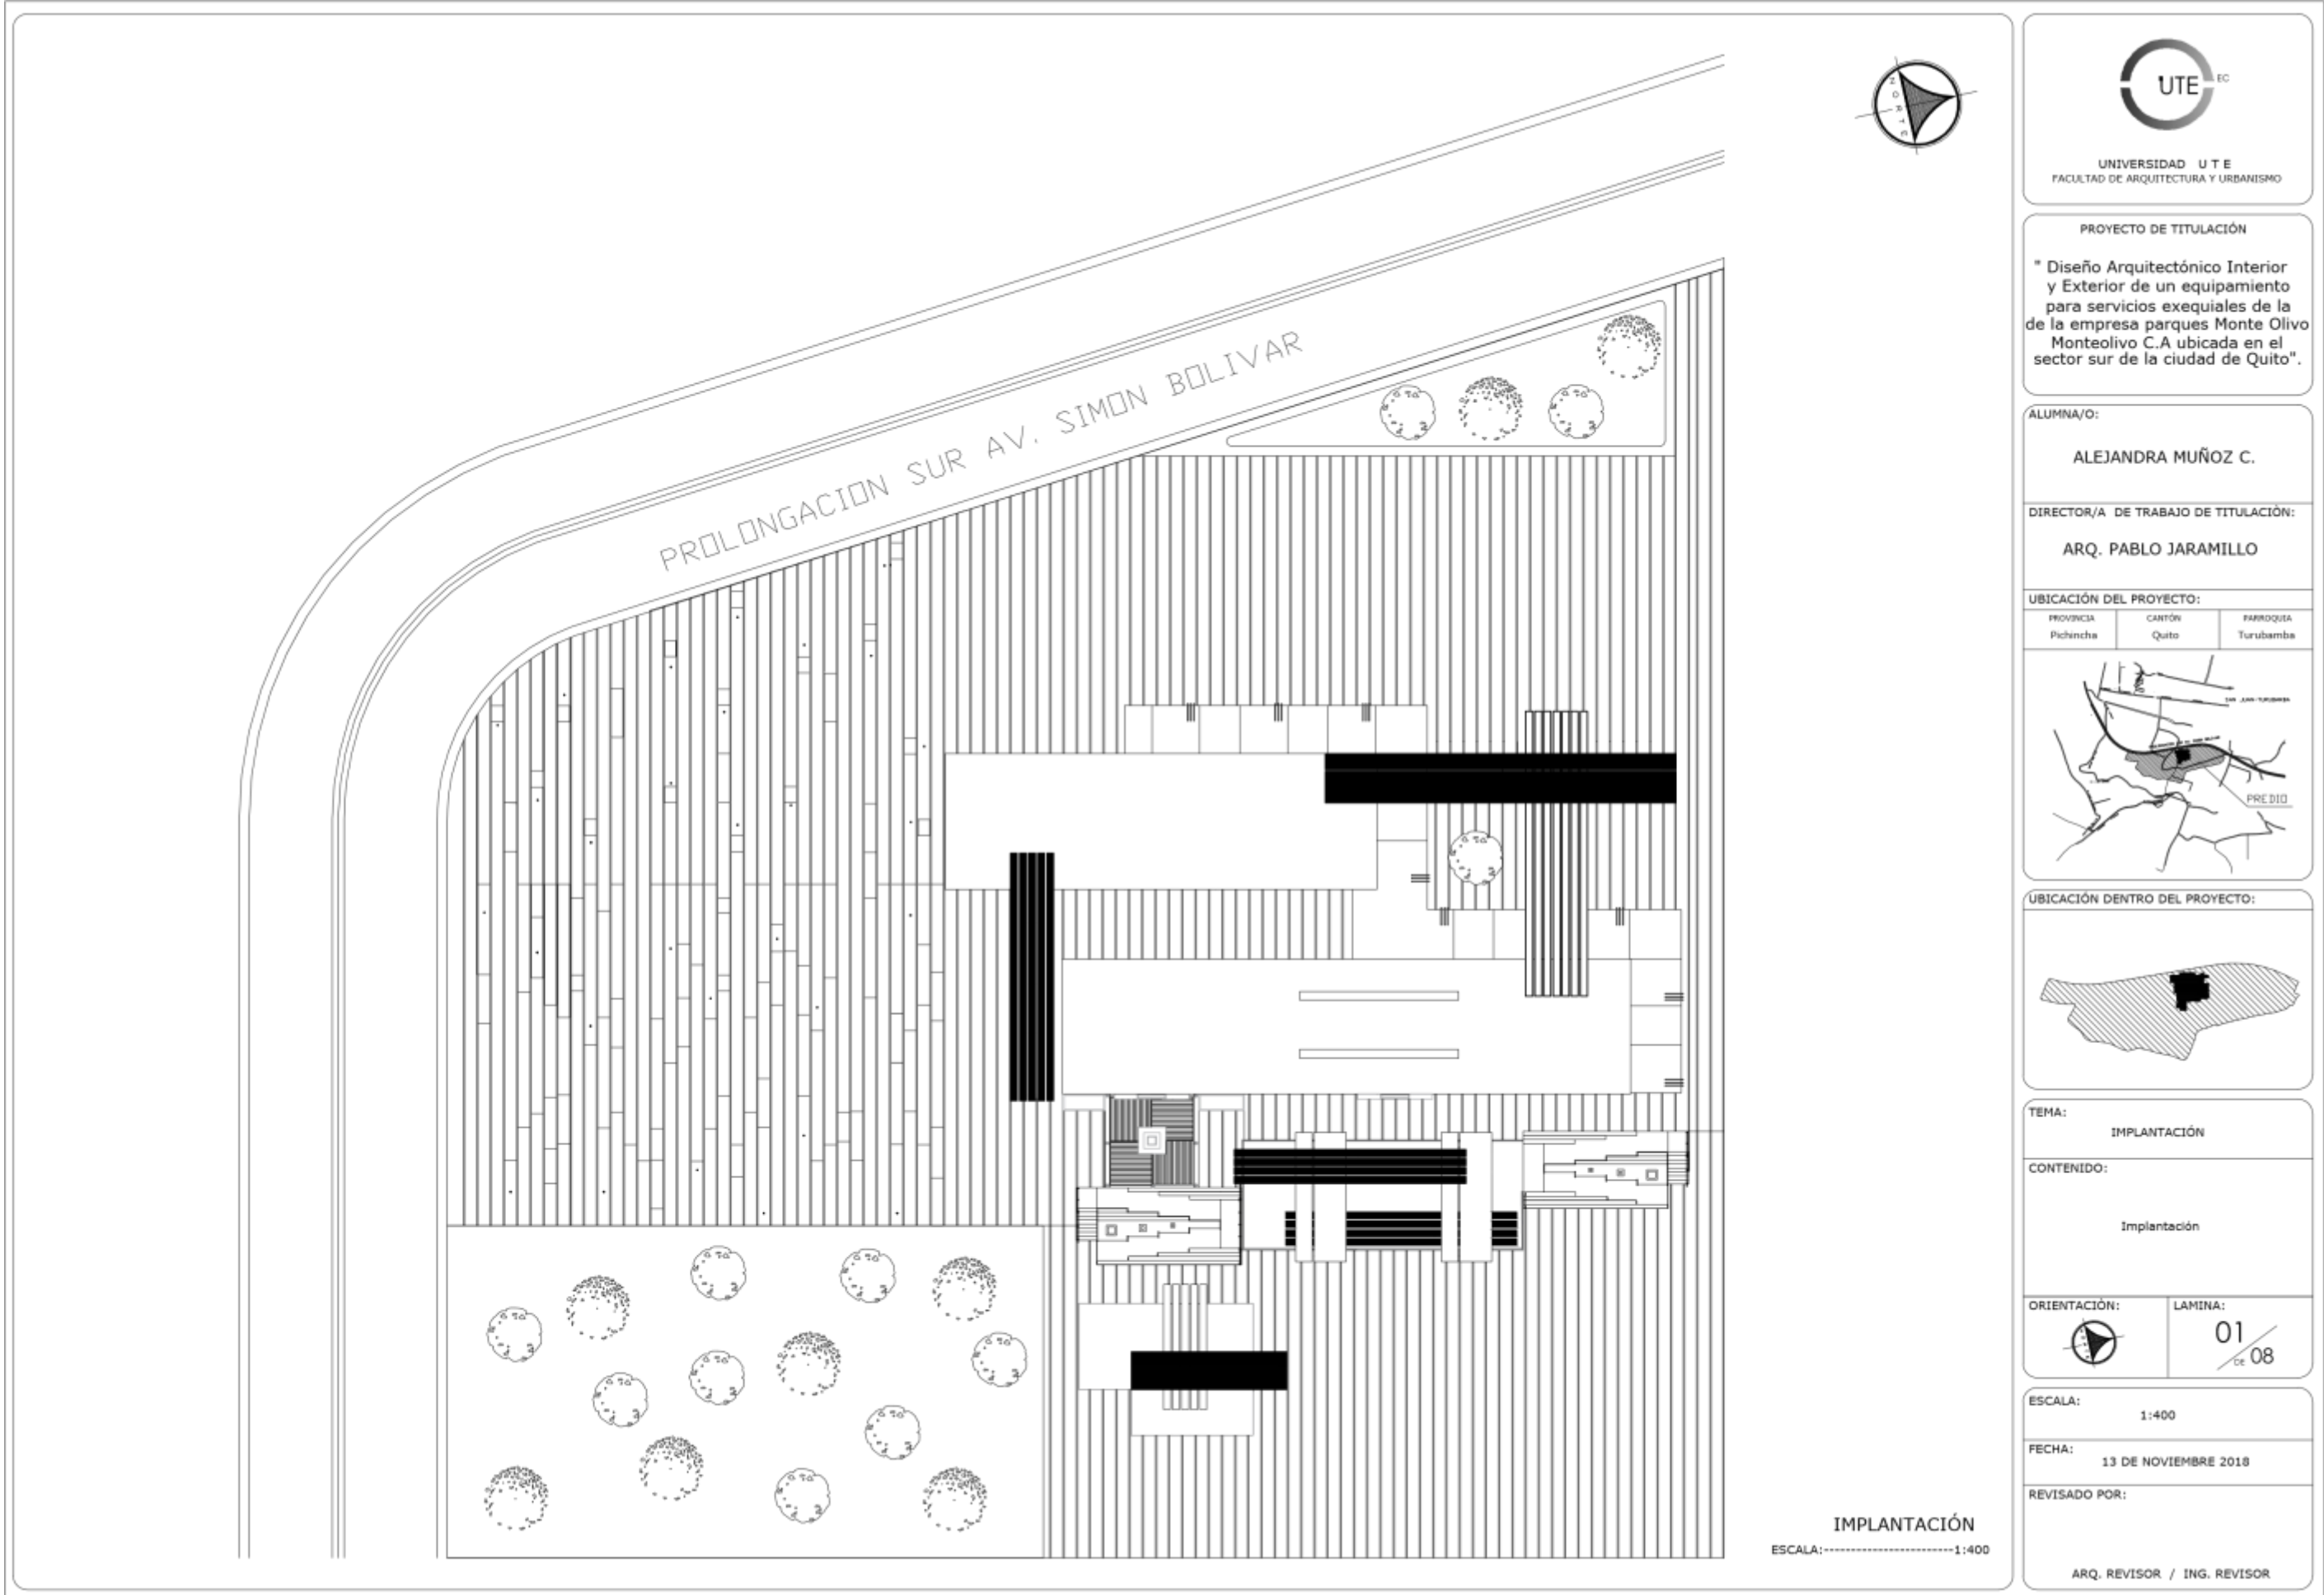 PROLONGACION SUR AV. SIMON BOLIVAR
NORTE
IMPLANTACIÓN
ESCALA:------------------------1:400
UTE
EC
UNIVERSIDAD U T E
FACULTAD DE ARQUITECTURA Y URBANISMO
PROYECTO DE TITULACIÓN
" Diseño Arquitectónico Interior
y Exterior de un equipamiento
para servicios exequiales de la
de la empresa parques Monte Olivo
Monteolivo C.A ubicada en el
sector sur de la ciudad de Quito".
ALUMNA/O:
ALEJANDRA MUÑOZ C.
DIRECTOR/A DE TRABAJO DE TITULACIÒN:
ARQ. PABLO JARAMILLO
UBICACIÓN DEL PROYECTO:
PROVINCIA CANTÓN PARROQUIA
Pichincha Quito Turubamba
PREDIO
UBICACIÓN DENTRO DEL PROYECTO:
TEMA:
IMPLANTACIÓN
CONTENIDO:
Implantación
ORIENTACIÓN: LAMINA:
01
DE 08
ESCALA:
1:400
FECHA:
13 DE NOVIEMBRE 2018
REVISADO POR:
ARQ. REVISOR / ING. REVISOR